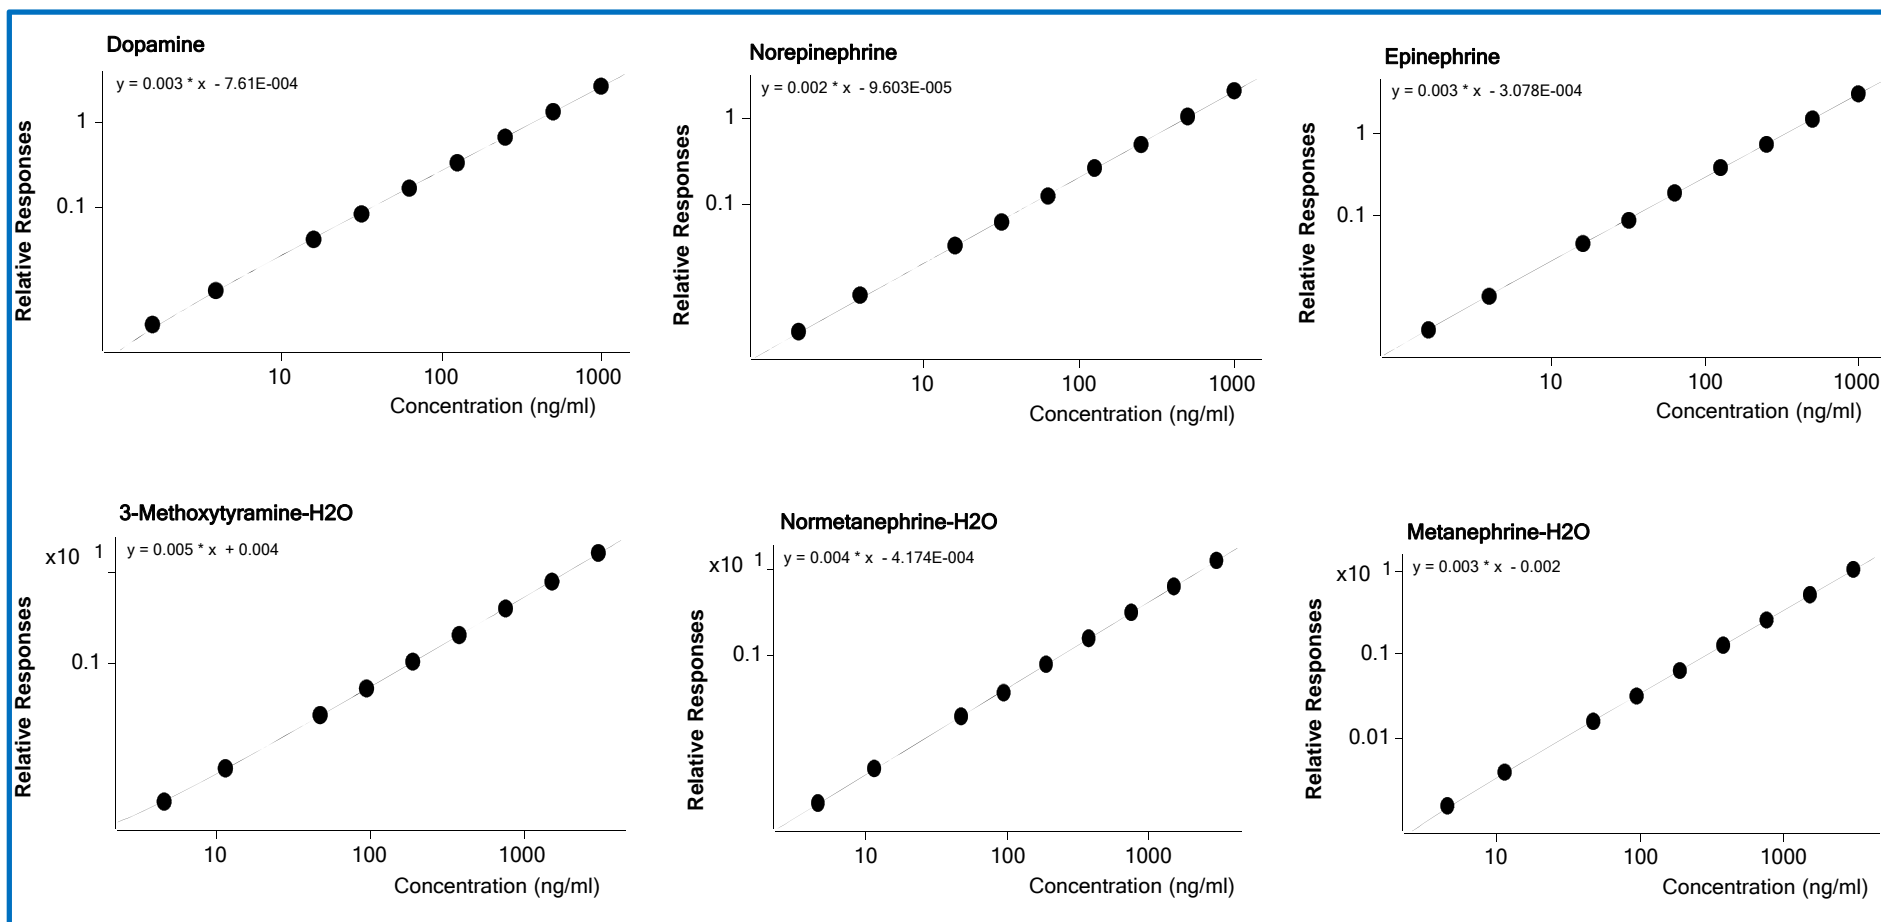 Dopamine
y = 0.003 * x - 7.61E-004
1
0.1
Relative Responses
10 100 1000
Concentration (ng/ml)
Norepinephrine
y = 0.002 * x - 9.603E-005
1
0.1
Relative Responses
10 100 1000
Concentration (ng/ml)
Epinephrine
y = 0.003 * x - 3.078E-004
1
0.1
Relative Responses
10 100 1000
Concentration (ng/ml)
3-Methoxytyramine-H2O
y = 0.005 * x + 0.004
x10 1
0.1
Relative Responses
10 100 1000
Concentration (ng/ml)
Normetanephrine-H2O
y = 0.004 * x - 4.174E-004
x10 1
0.1
Relative Responses
10 100 1000
Concentration (ng/ml)
Metanephrine-H2O
y = 0.003 * x - 0.002
x10 1
0.1
0.01
Relative Responses
10 100 1000
Concentration (ng/ml)